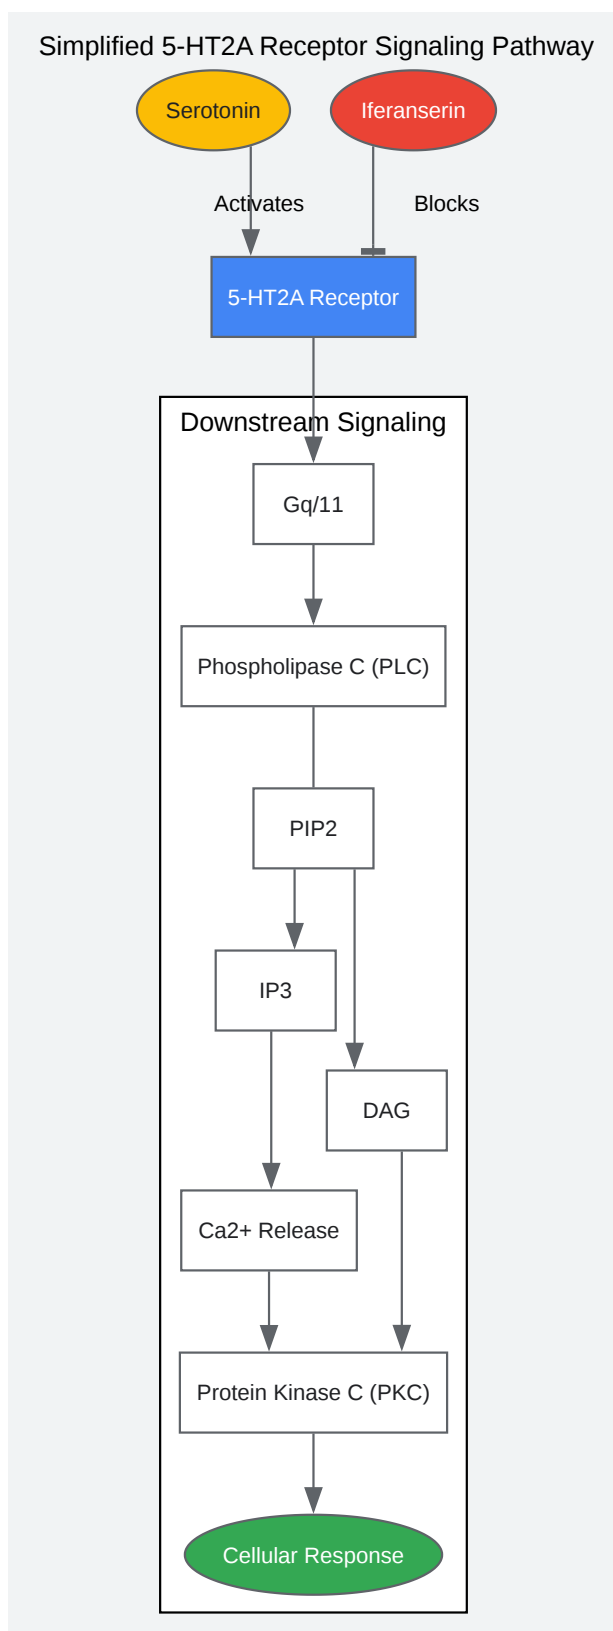 Simplified 5-HT2A Receptor Signaling Pathway
Serotonin
Iferanserin
Activates
Blocks
5-HT2A Receptor
Downstream Signaling
Gq/11
Phospholipase C (PLC)
PIP2
IP3
DAG
Ca2+ Release
Protein Kinase C (PKC)
Cellular Response